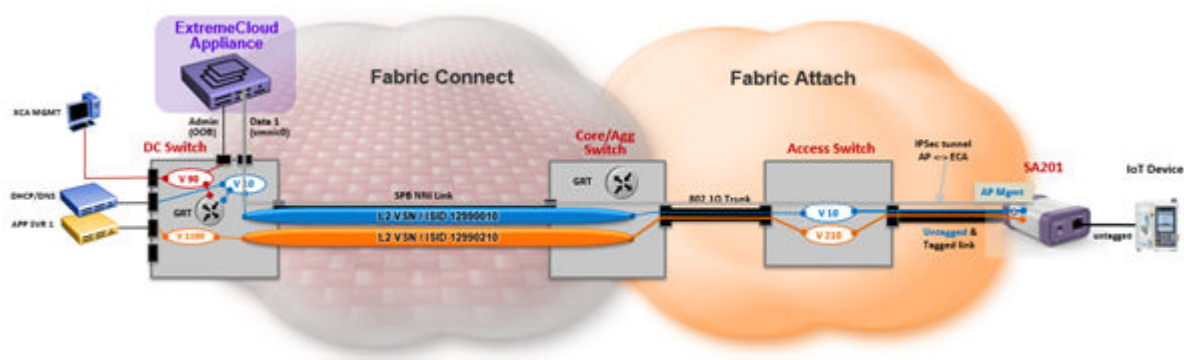 ExtremeCloud
Appliance
Fabric Connect
Fabric Attach
XCA MGMT
Admin
(OOB)
Data 1
(vmnic0)
DC Switch
Core/Agg
Switch
Access Switch
IPSec tunnel
AP <=> ECA
SA201
IoT Device
V 90
V 10
DHCP/DNS
GRT
SPB NNI Link
GRT
802.1Q Trunk
AP Mgmt
L2 VSN / ISID 12990010
V 10
APP SVR 1
L2 VSN / ISID 12990210
V 210
Untagged &
Tagged link
untagged